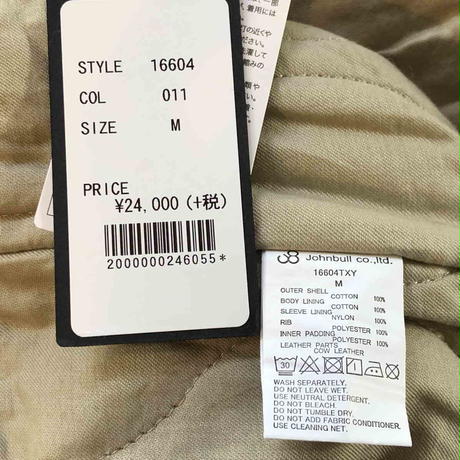 STYLE 16604
COL 011
SIZE M
PRICE
¥24,000 (+税)
2000000246055*
Johnbull co.,ltd.
16604TXY
M
OUTER SHELL
COTTON 100%
BODY LINING
COTTON 100%
SLEEVE LINING
NYLON 100%
RIB
POLYESTER 100%
INNER PADDING
POLYESTER 100%
LEATHER PARTS
COW LEATHER
30
WASH SEPARATELY.
DO NOT LEAVE WET.
USE NEUTRAL DETERGENT.
DO NOT BLEACH.
DO NOT TUMBLE DRY.
DO NOT ADD FABRIC CONDITIONER.
USE CLEANING NET.